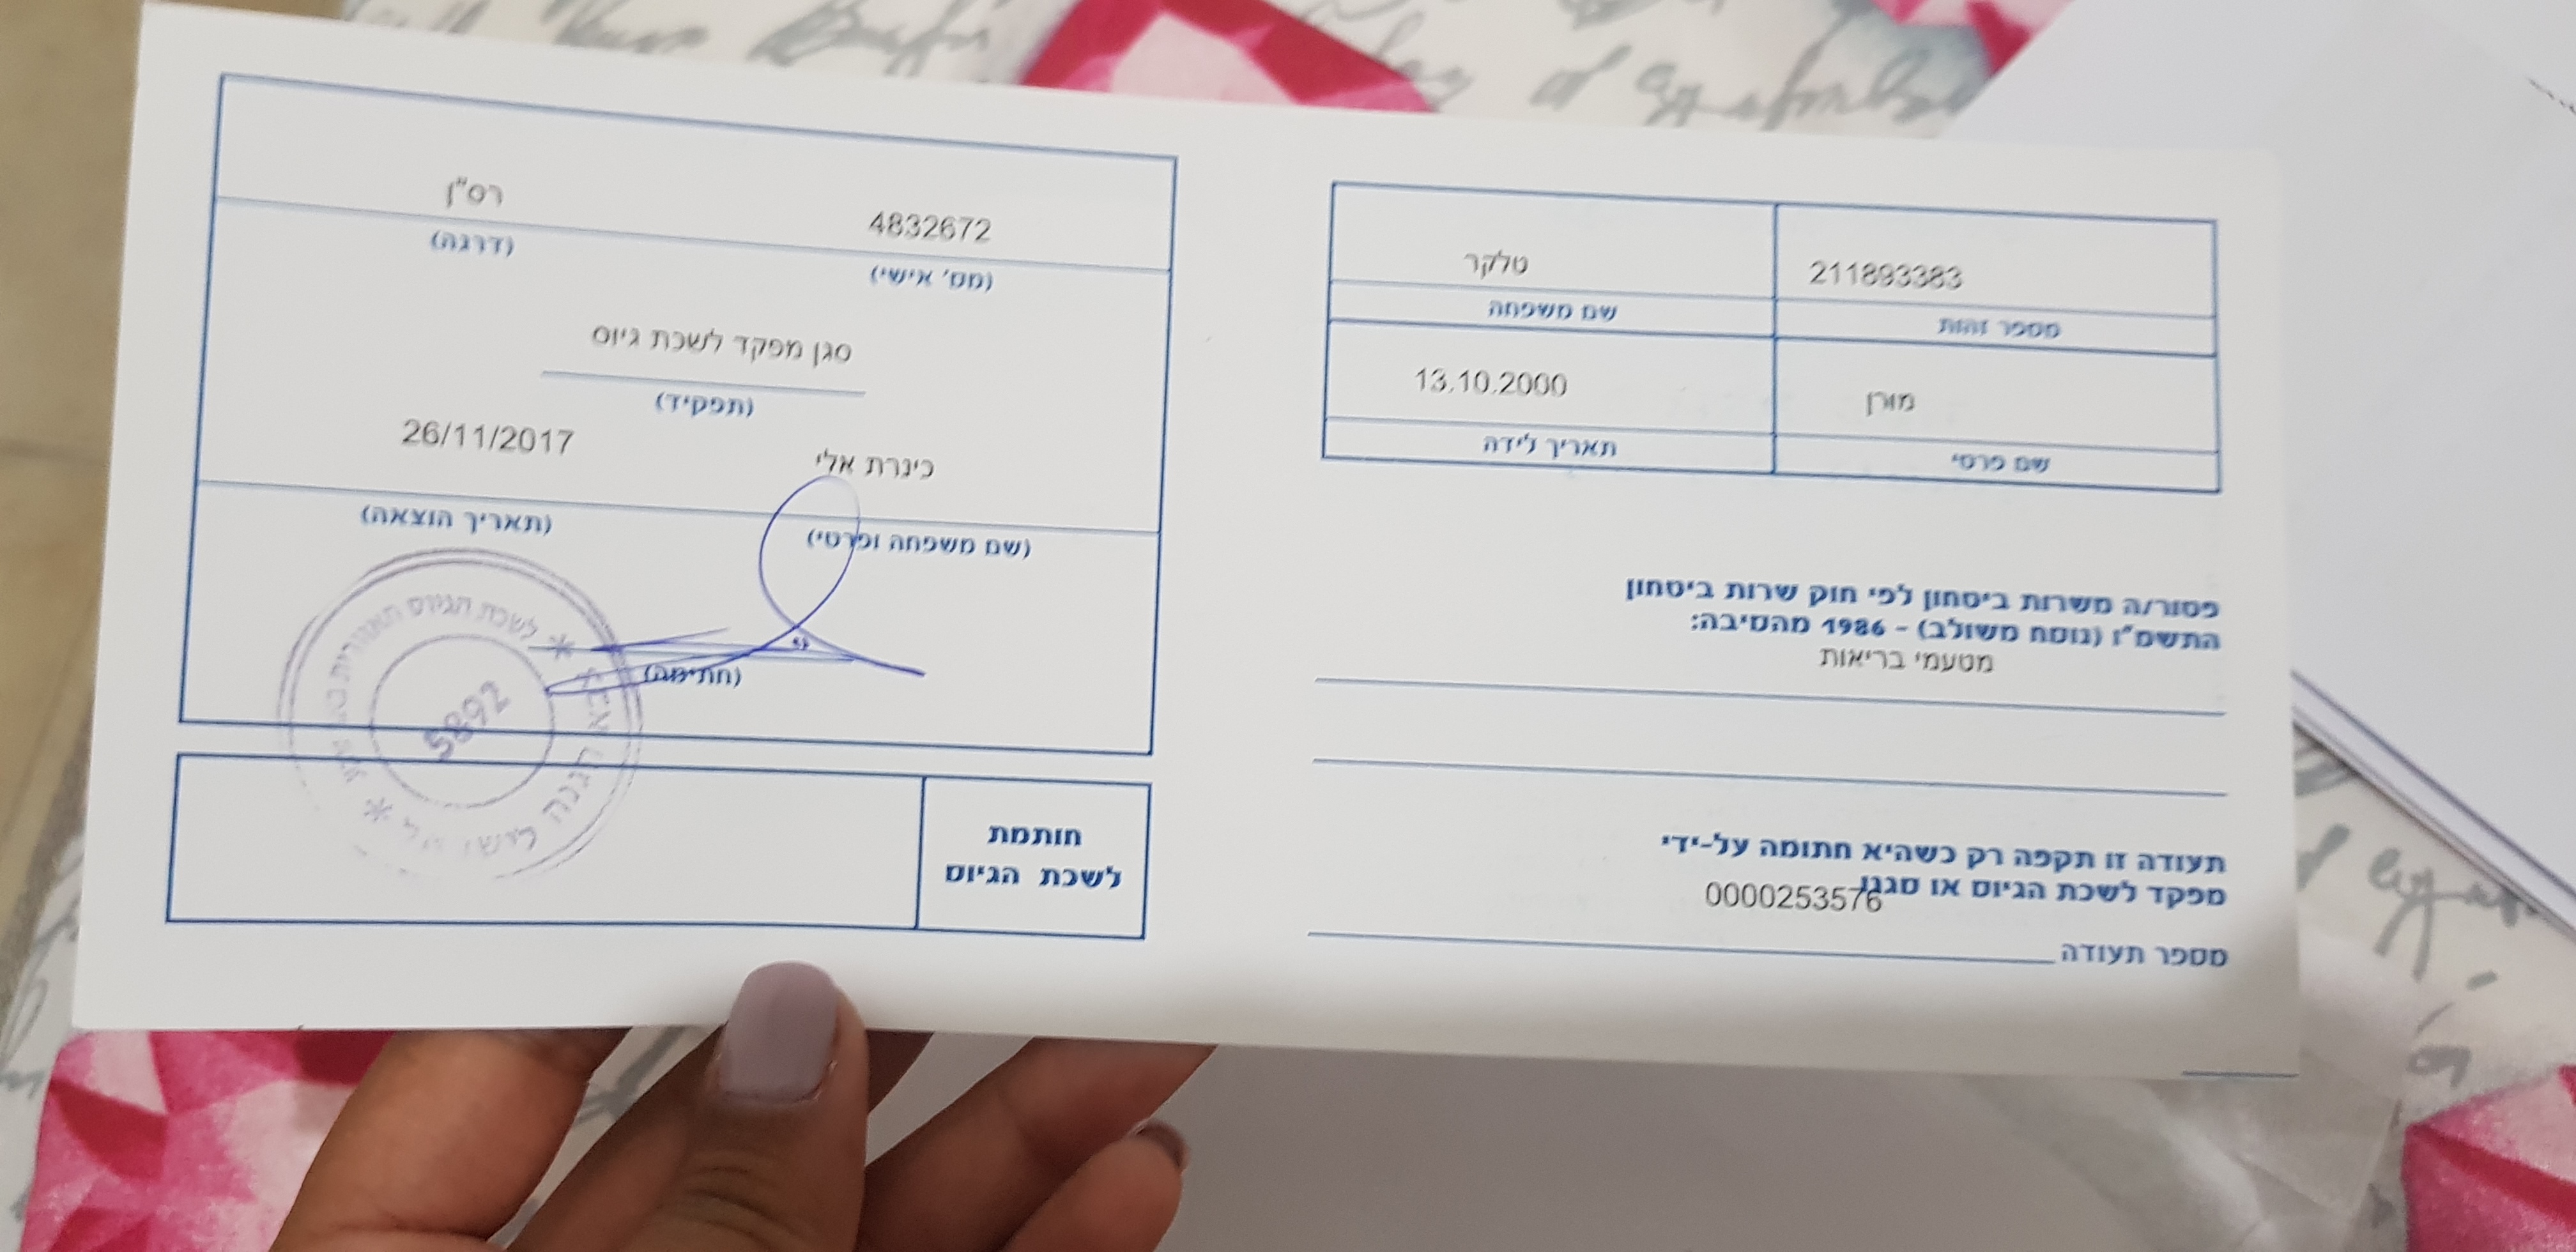 211893383 טלקר
מספר זהות שם משפחה
מורן 13.10.2000
שם פרטי תאריך לידה
פטור/ה משרות ביטחון לפי חוק שרות ביטחון
התשמ"ו (נוסח משולב) - 1986 מהסיבה:
מטעמי בריאות
תעודה זו תקפה רק כשהיא חתומה על-ידי
מפקד לשכת הגיוס או סגנו
0000253576
מספר תעודה
4832672 רס"ן
(מס' אישי) (דרגה)
סגן מפקד לשכת גיוס
(תפקיד)
כינרת אלי 26/11/2017
(שם משפחה ופרטי) (תאריך הוצאה)
(חתימה)
לשכת הגיוס
5892
הגנה לישראל
חותמת
לשכת הגיוס